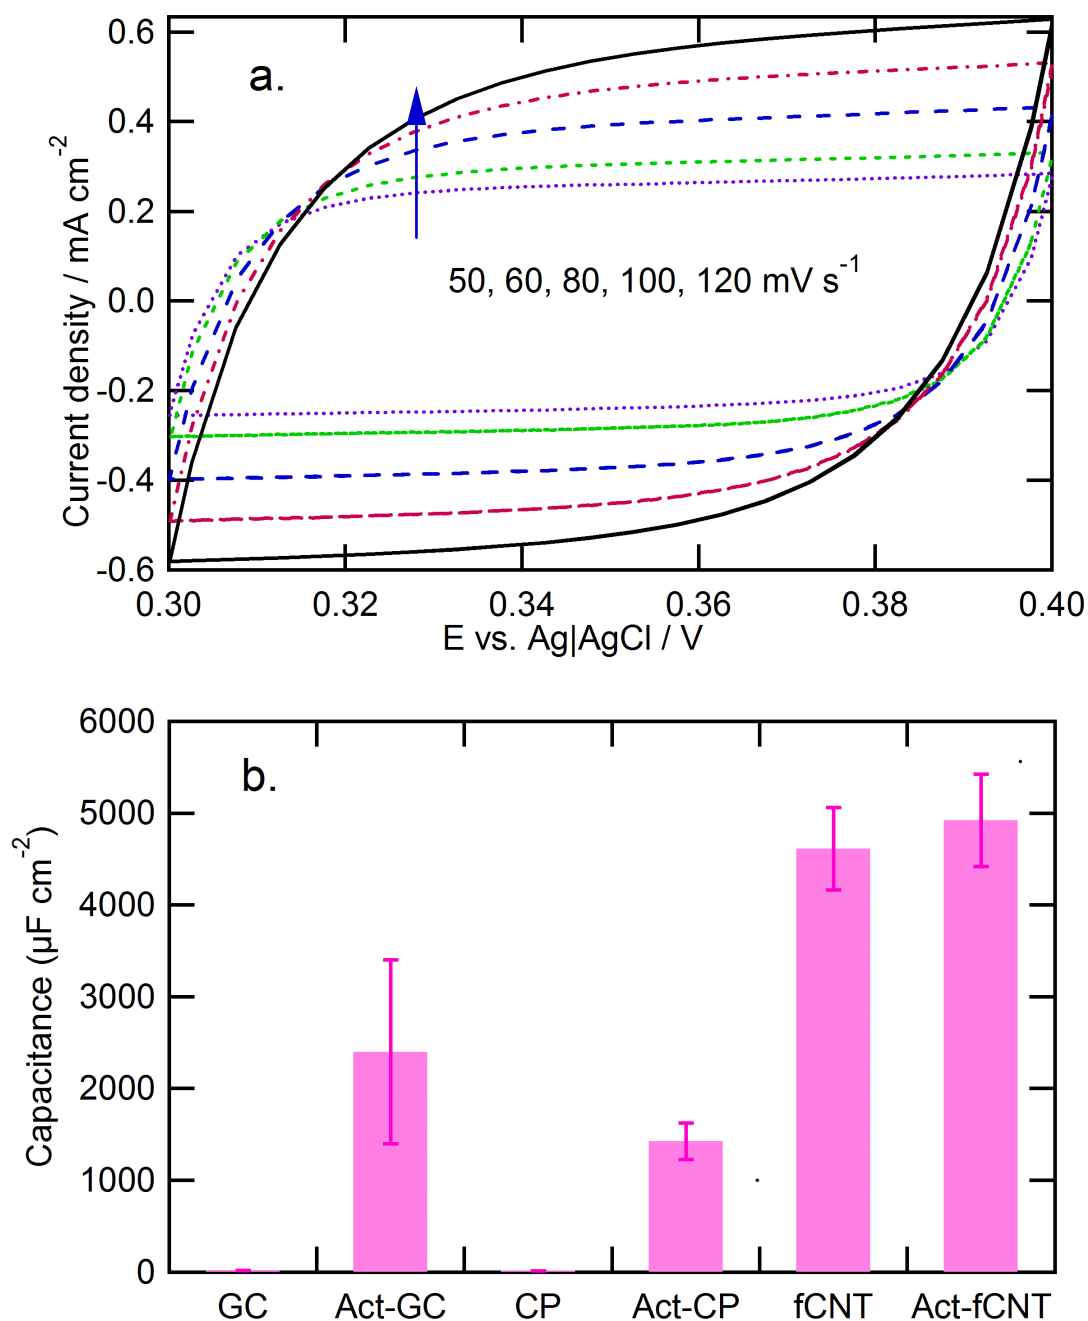 a.
0.6
0.4
0.2
0.0
-0.2
-0.4
-0.6
Current density / mA cm-2
50, 60, 80, 100, 120 mV s-1
0.30 0.32 0.34 0.36 0.38 0.40
E vs. Ag|AgCl / V
b.
6000
5000
4000
3000
2000
1000
0
Capacitance (µF cm-2)
GC Act-GC CP Act-CP fCNT Act-fCNT